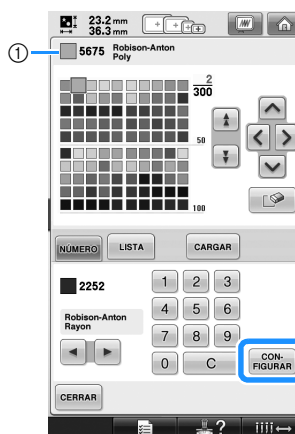 23.2 mm
36.3 mm
1
5675 Robison-Anton
Poly
2
300
50
100
NÚMERO
LISTA
CARGAR
2252
Robison-Anton
Rayon
1 2 3
4 5 6
7 8 9
0 C
CON-
FIGURAR
CERRAR
?